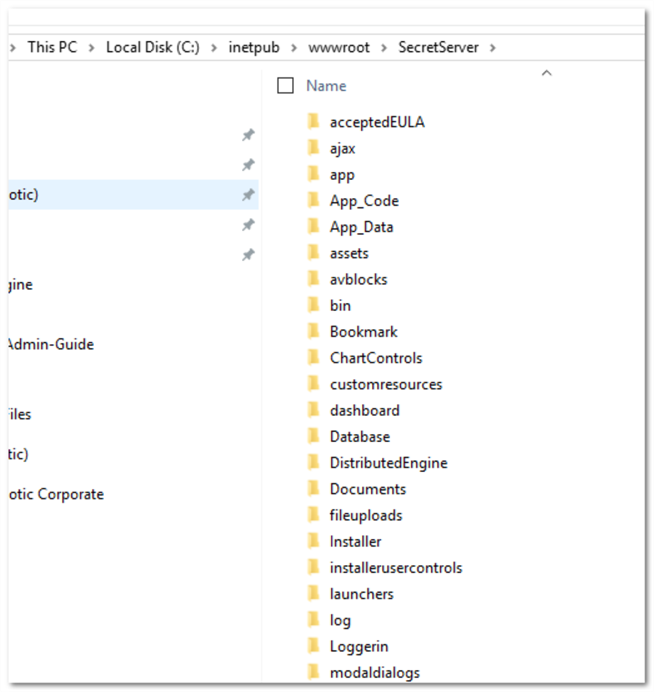 This PC > Local Disk (C:) > inetpub > wwwroot > SecretServer >
Name
otic)
gine
Admin-Guide
Files
tic)
otic Corporate
acceptedEULA
ajax
app
App_Code
App_Data
assets
avblocks
bin
Bookmark
ChartControls
customresources
dashboard
Database
DistributedEngine
Documents
fileuploads
Installer
installerusercontrols
launchers
log
Loggerin
modaldialogs